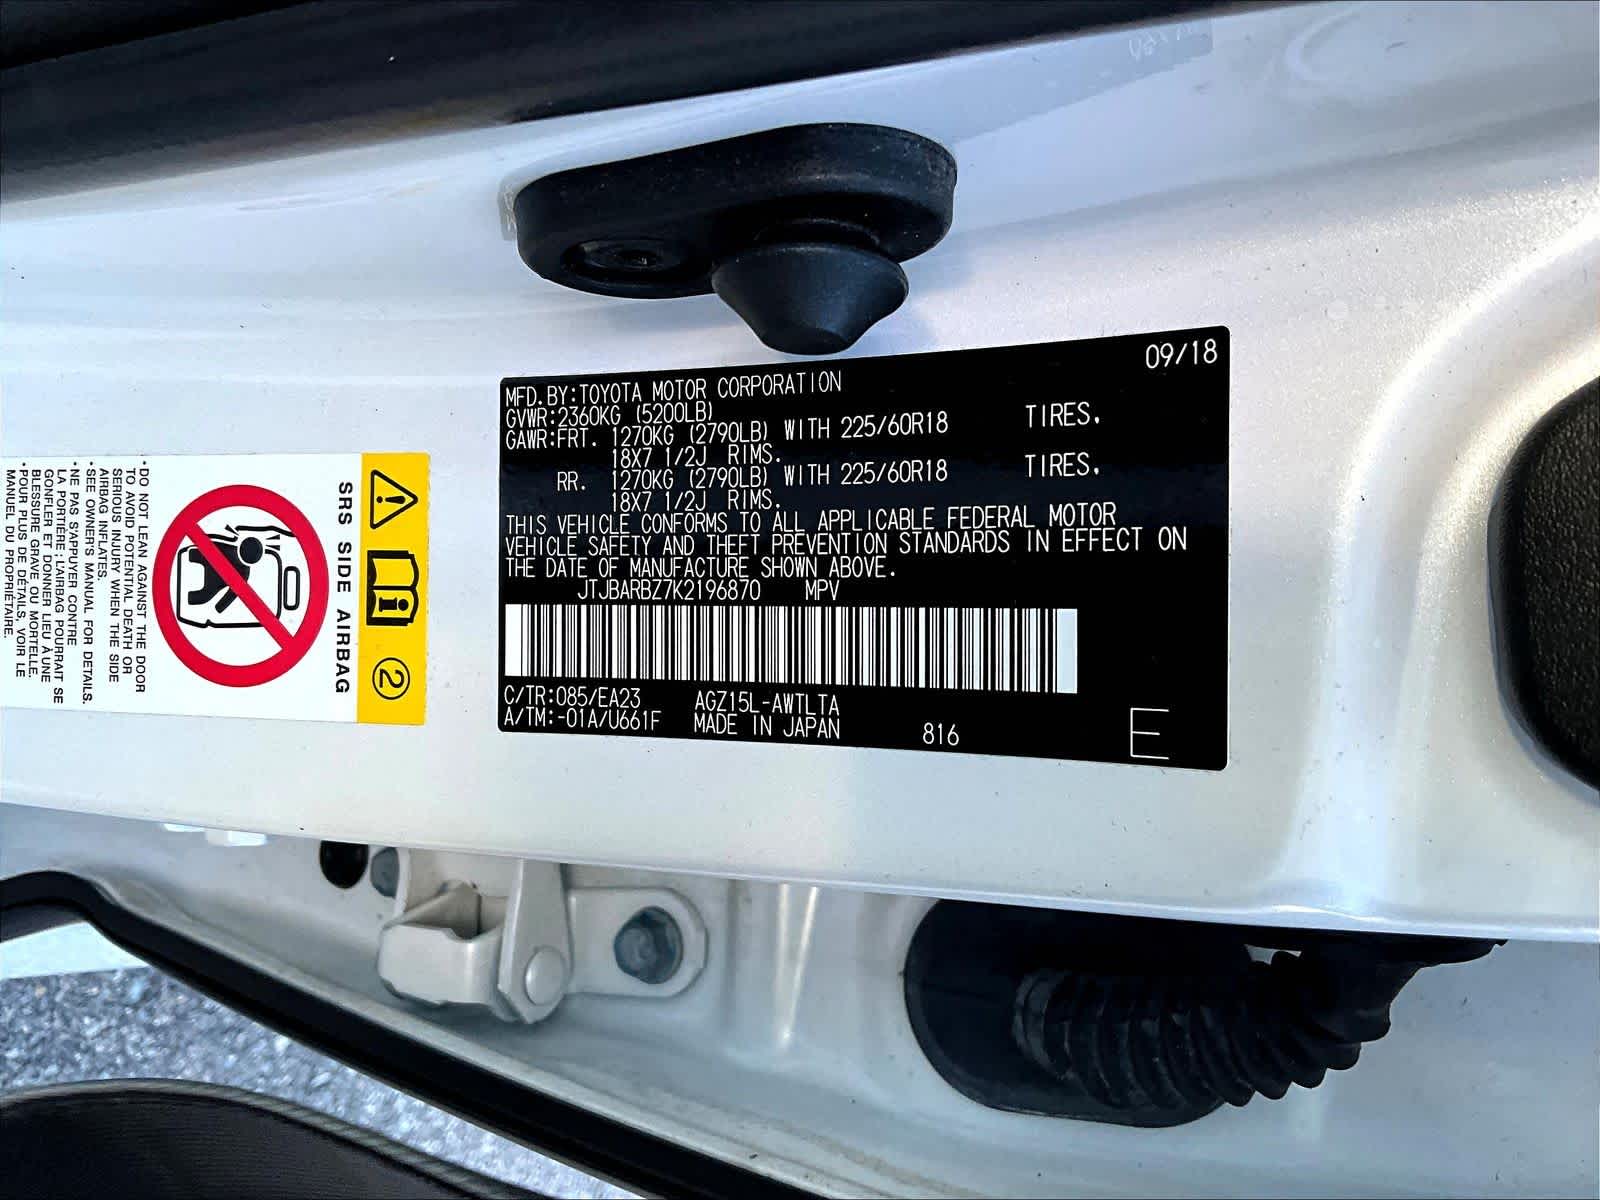 09/18
MFD.BY:TOYOTA MOTOR CORPORATION
GVWR:2360KG (5200LB)
GAWR:FRT. 1270KG (2790LB) WITH 225/60R18 TIRES.
18X7 1/2J RIMS.
RR. 1270KG (2790LB) WITH 225/60R18 TIRES.
18X7 1/2J RIMS.
THIS VEHICLE CONFORMS TO ALL APPLICABLE FEDERAL MOTOR
VEHICLE SAFETY AND THEFT PREVENTION STANDARDS IN EFFECT ON
THE DATE OF MANUFACTURE SHOWN ABOVE.
JTJBARBZ7K2196870 MPV
C/TR:085/EA23 AGZ15L-AWTLTA
A/TM:-01A/U661F MADE IN JAPAN 816 E
2
SRS SIDE AIRBAG
•DO NOT LEAN AGAINST THE DOOR
TO AVOID POTENTIAL DEATH OR
SERIOUS INJURY WHEN THE SIDE
AIRBAG INFLATES.
•SEE OWNER'S MANUAL FOR DETAILS.
•NE PAS S'APPUYER CONTRE
LA PORTIÈRE; L'AIRBAG POURRAIT SE
GONFLER ET DONNER LIEU À UNE
BLESSURE GRAVE OU MORTELLE.
•POUR PLUS DE DÉTAILS, VOIR LE
MANUEL DU PROPRIÉTAIRE.